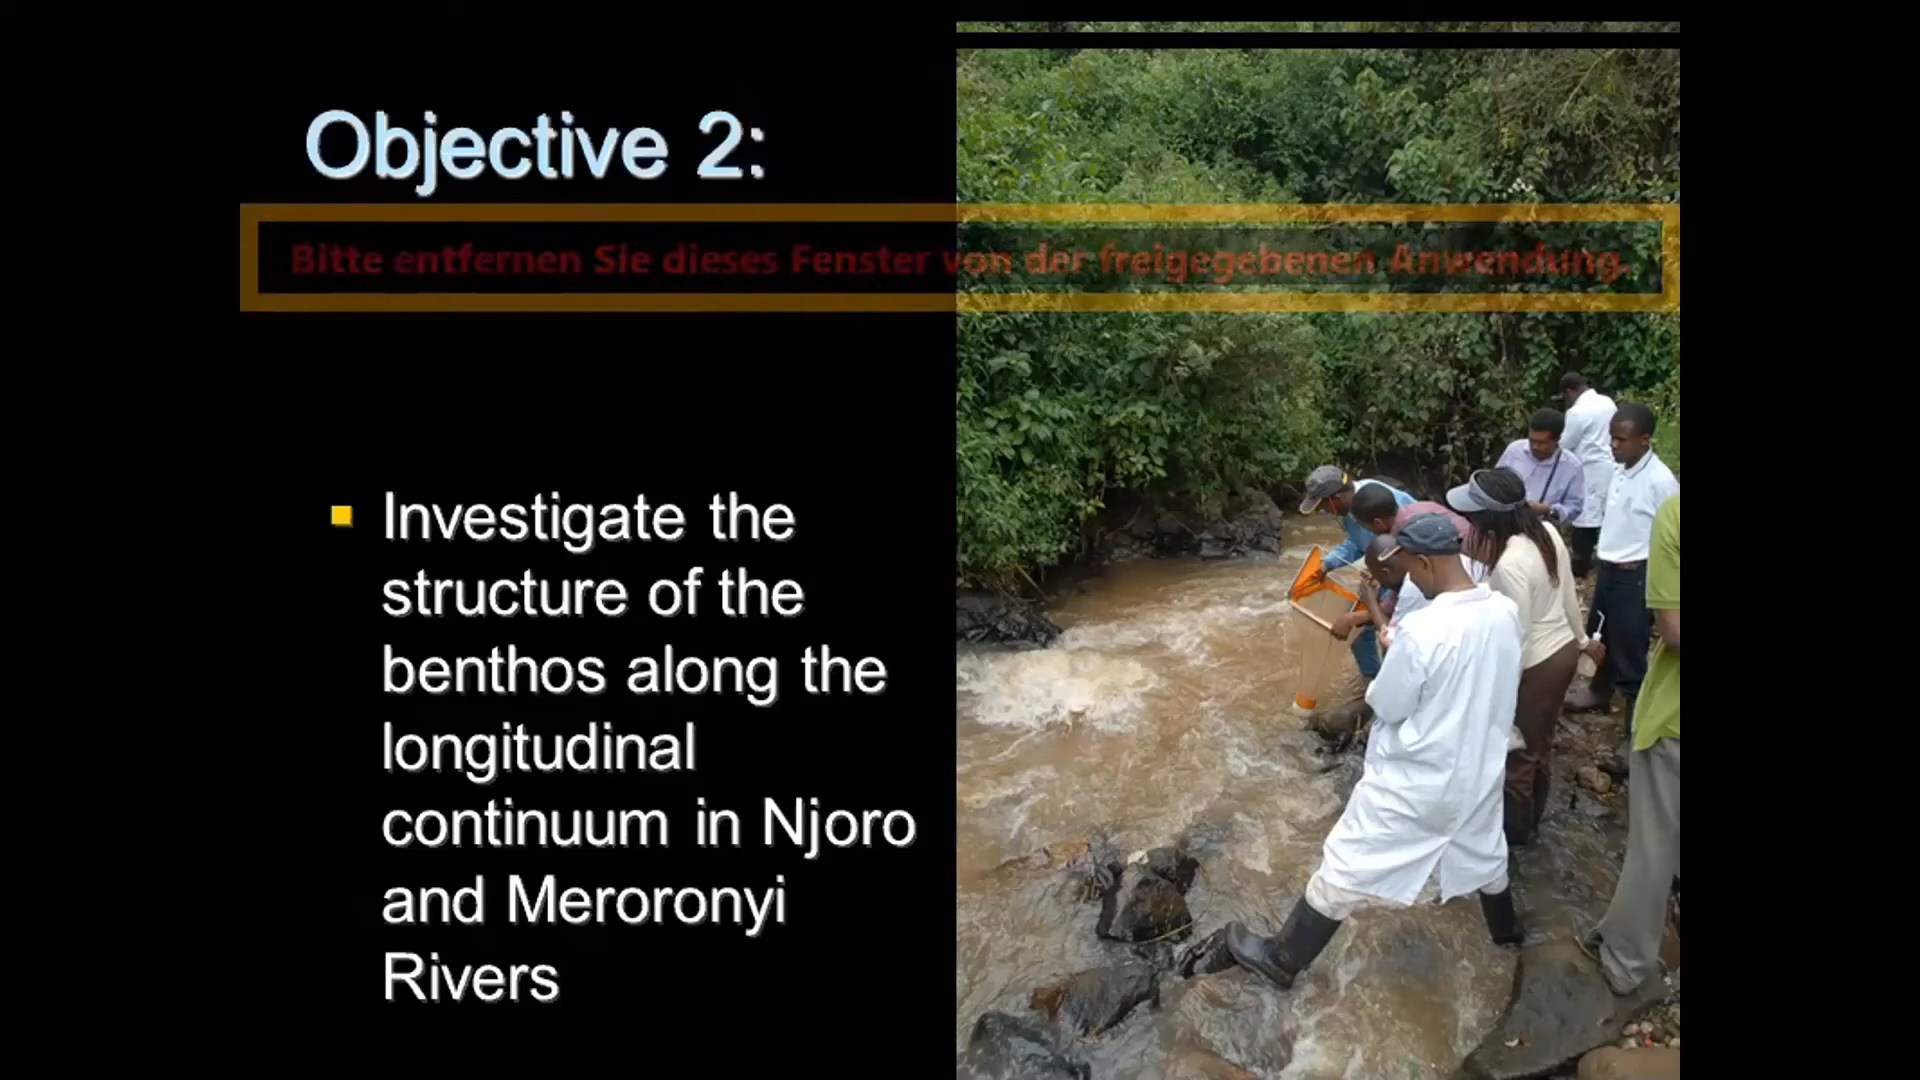 Objective 2:
Bitte entfernen Sie dieses Fenster von der freigegebenen Anwendung.
Investigate the
structure of the
benthos along the
longitudinal
continuum in Njoro
and Meroronyi
Rivers